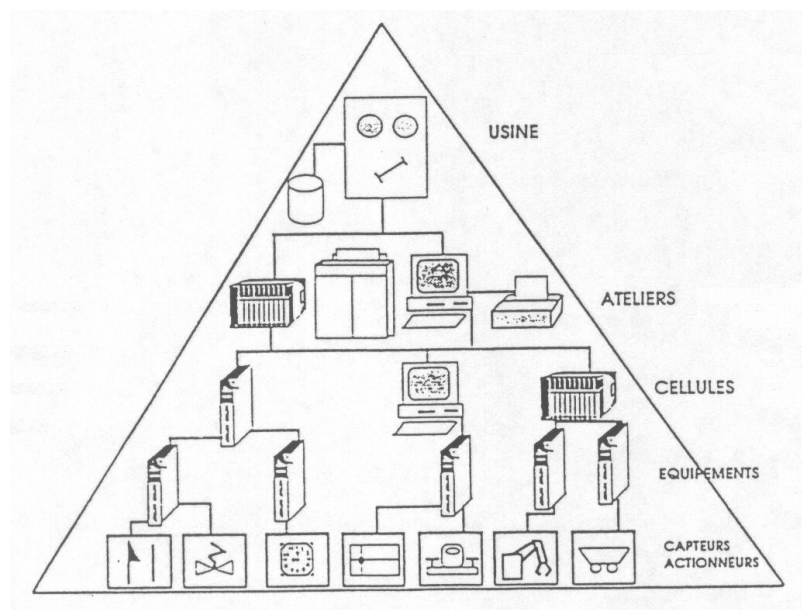 USINE
ATELIERS
CELLULES
EQUIPEMENTS
CAPTEURS
ACTIONNEURS